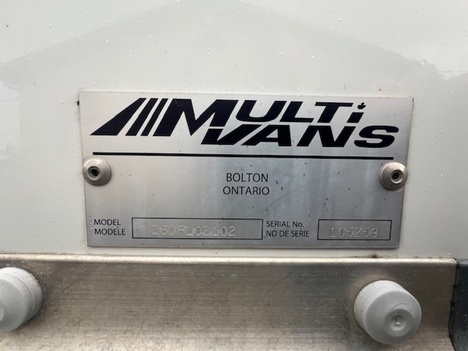 MULTI
VANS
BOLTON
ONTARIO
MODEL
MODELE
SERIAL No.
NO DE SERIE
105259